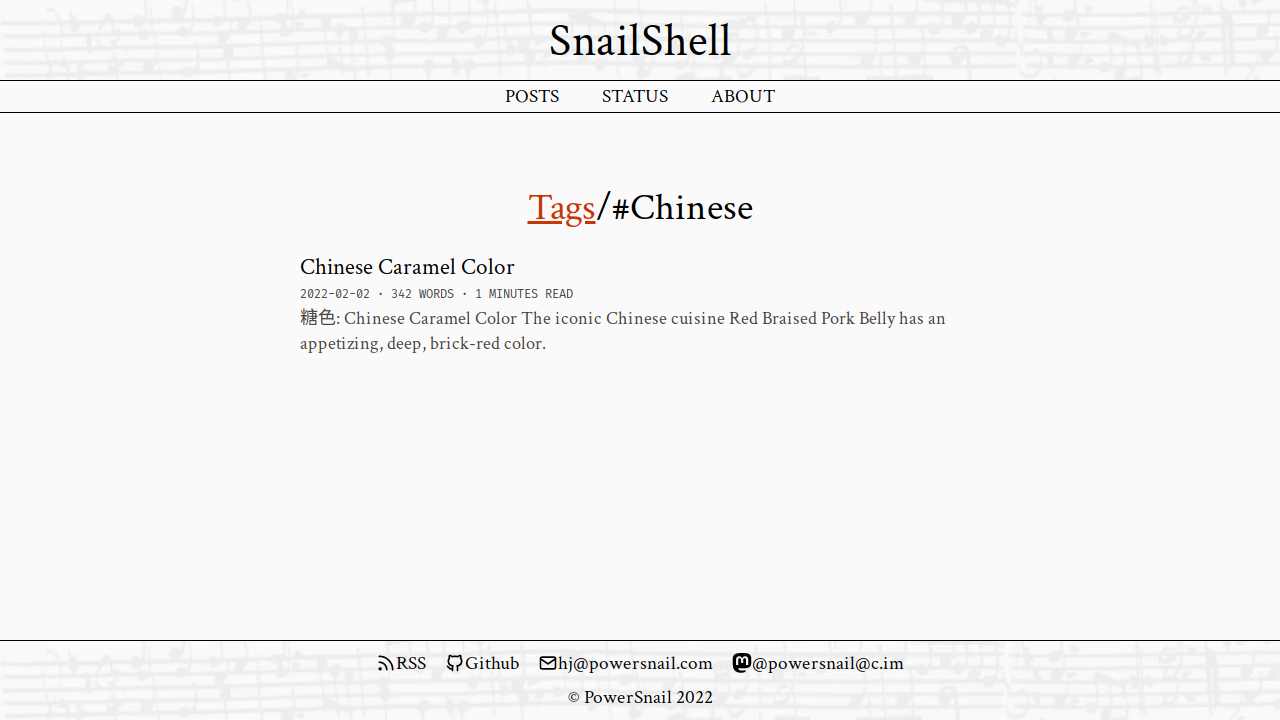 SnailShell
POSTS STATUS ABOUT
Tags/#Chinese
Chinese Caramel Color
2022-02-02 · 342 WORDS · 1 MINUTES READ
糖色: Chinese Caramel Color The iconic Chinese cuisine Red Braised Pork Belly has an
appetizing, deep, brick-red color.
RSS Github hj@powersnail.com @powersnail@c.im
© PowerSnail 2022